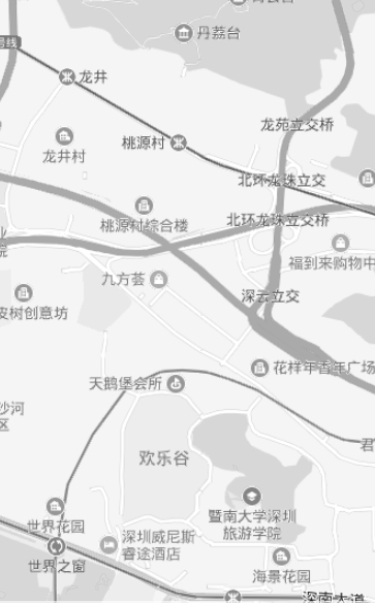 丹荔台
号线
龙井
龙苑立交桥
桃源村
龙井村
北环龙珠立交
北环龙珠立交桥
桃源村综合楼
福到来购物中
九方荟
深云立交
皮树创意坊
花样年香年广场
天鹅堡会所
沙河
区
君
欢乐谷
暨南大学深圳
旅游学院
世界花园
深圳威尼斯
睿途酒店
世界之窗
海景花园
深南大道